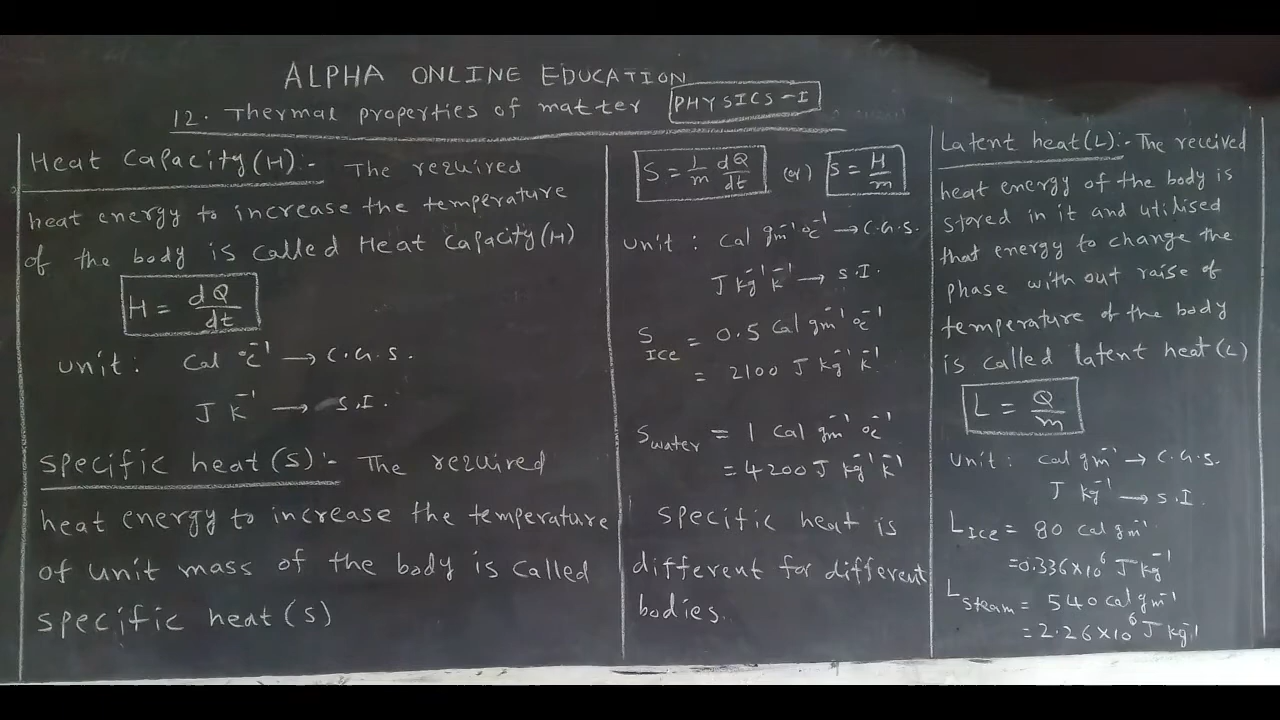 ALPHA ONLINE EDUCATION
12. Thermal properties of matter PHYSICS-I
Heat Capacity(H):- The required
heat energy to increase the temperature
of the body is called Heat Capacity(H)
H = dQ/dt
Unit: Cal °C⁻¹ → C.G.S.
J K⁻¹ → S.I.
Specific heat(S):- The required
heat energy to increase the temperature
of unit mass of the body is called
specific heat(S)
S = 1/m dQ/dt (or) S = H/m
Unit: Cal gm⁻¹ °C⁻¹ → C.G.S.
J kg⁻¹ K⁻¹ → S.I.
S Ice = 0.5 Cal gm⁻¹ °C⁻¹
= 2100 J kg⁻¹ K⁻¹
S water = 1 Cal gm⁻¹ °C⁻¹
= 4200 J kg⁻¹ K⁻¹
Specific heat is
different for different
bodies.
Latent heat(L):- The received
heat energy of the body is
stored in it and utilised
that energy to change the
phase with out raise of
temperature of the body
is called latent heat(L)
L = Q/m
Unit: Cal gm⁻¹ → C.G.S.
J kg⁻¹ → S.I.
L Ice = 80 Cal gm⁻¹
= 0.336×10⁶ J kg⁻¹
L Steam = 540 Cal gm⁻¹
= 2.26×10⁶ J kg⁻¹